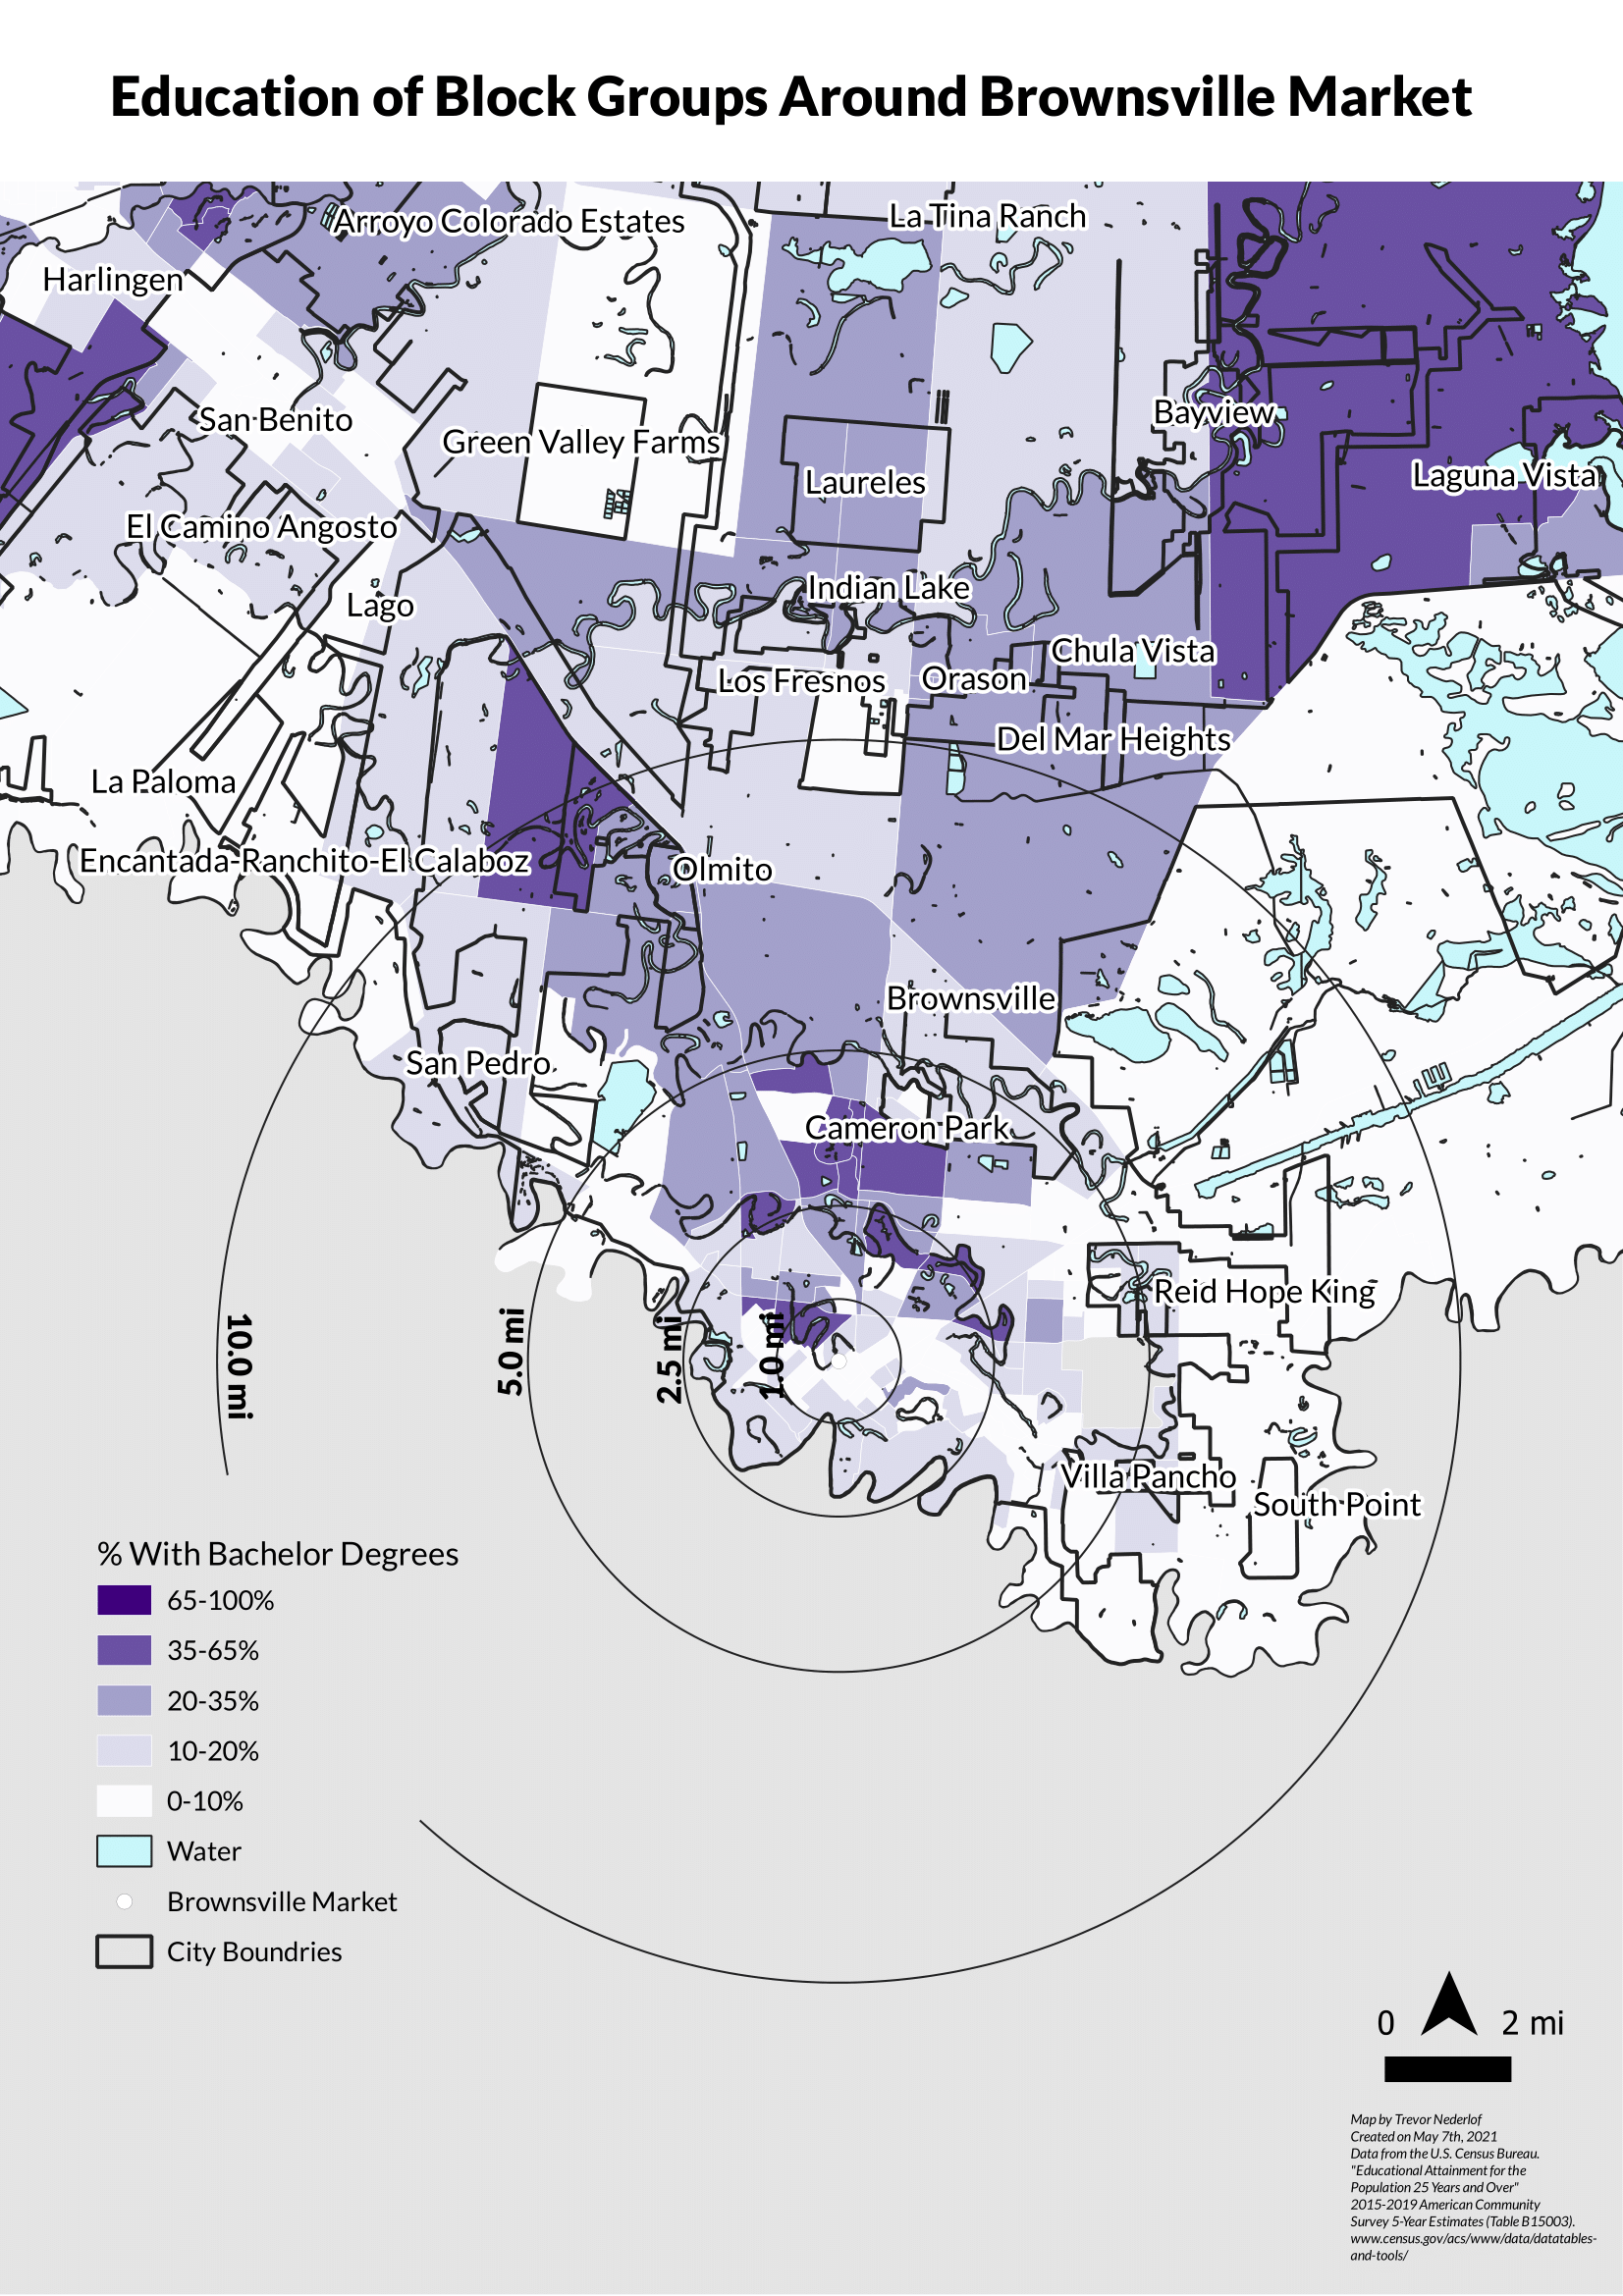 Education of Block Groups Around Brownsville Market
Arroyo Colorado Estates
La Tina Ranch
Harlingen
San Benito
Green Valley Farms
Bayview
Laureles
Laguna Vista
El Camino Angosto
Lago
Indian Lake
Chula Vista
Los Fresnos
Orason
Del Mar Heights
La Paloma
Encantada-Ranchito-El Calaboz
Olmito
Brownsville
San Pedro
Cameron Park
Reid Hope King
10.0 mi
5.0 mi
2.5 mi
1.0 mi
Villa Pancho
South Point
% With Bachelor Degrees
65-100%
35-65%
20-35%
10-20%
0-10%
Water
Brownsville Market
City Boundries
0 2 mi
Map by Trevor Nederlof
Created on May 7th, 2021
Data from the U.S. Census Bureau.
"Educational Attainment for the
Population 25 Years and Over"
2015-2019 American Community
Survey 5-Year Estimates (Table B15003).
www.census.gov/acs/www/data/datatables-
and-tools/